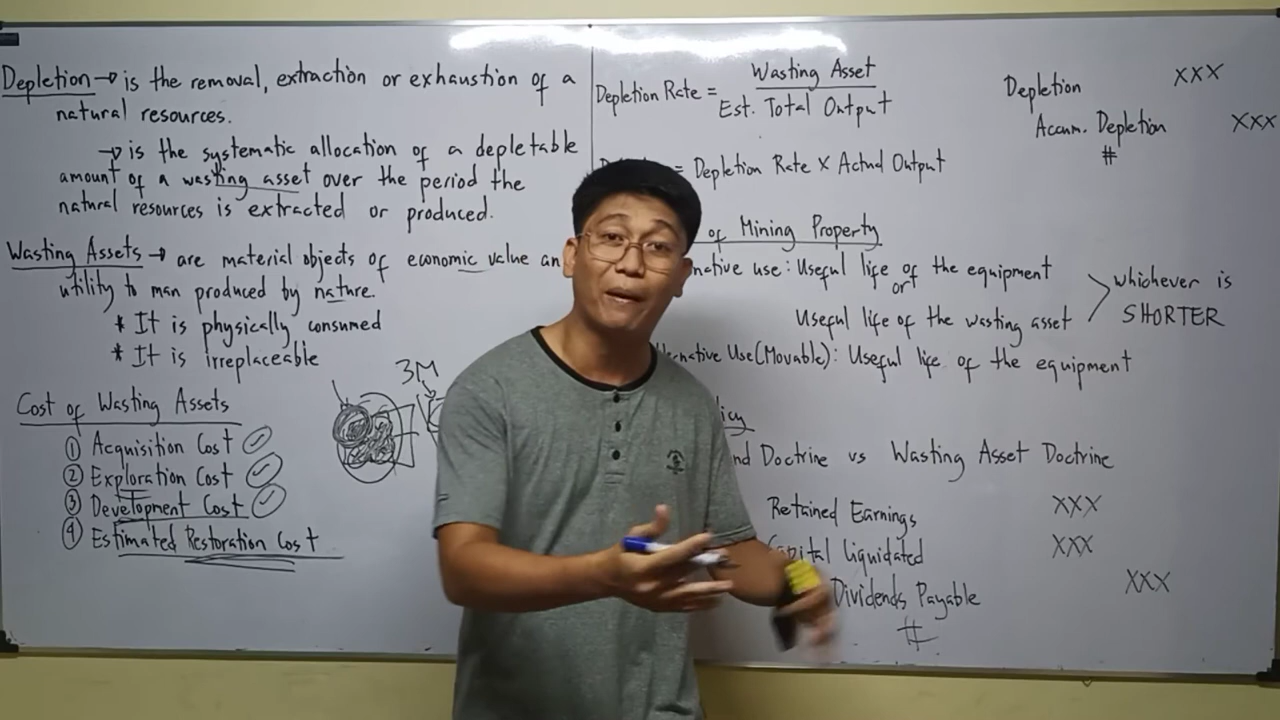 Depletion → is the removal, extraction or exhaustion of a
natural resources.
→ is the systematic allocation of a depletable
amount of a wasting asset over the period the
natural resources is extracted or produced.
Wasting Assets → are material objects of economic value an
utility to man produced by nature.
* It is physically consumed
* It is irreplaceable
Cost of Wasting Assets
① Acquisition Cost
② Exploration Cost
③ Development Cost
④ Estimated Restoration Cost
3M
Depletion Rate = Wasting Asset
Est. Total Output
= Depletion Rate X Actual Output
of Mining Property
native use: Useful life of the equipment
or
Useful life of the wasting asset
whichever is
SHORTER
Alternative Use (Movable): Useful life of the equipment
licy
nd Doctrine vs Wasting Asset Doctrine
Retained Earnings XXX
Capital Liquidated XXX
Dividends Payable XXX
#
Depletion XXX
Accum. Depletion XXX
#